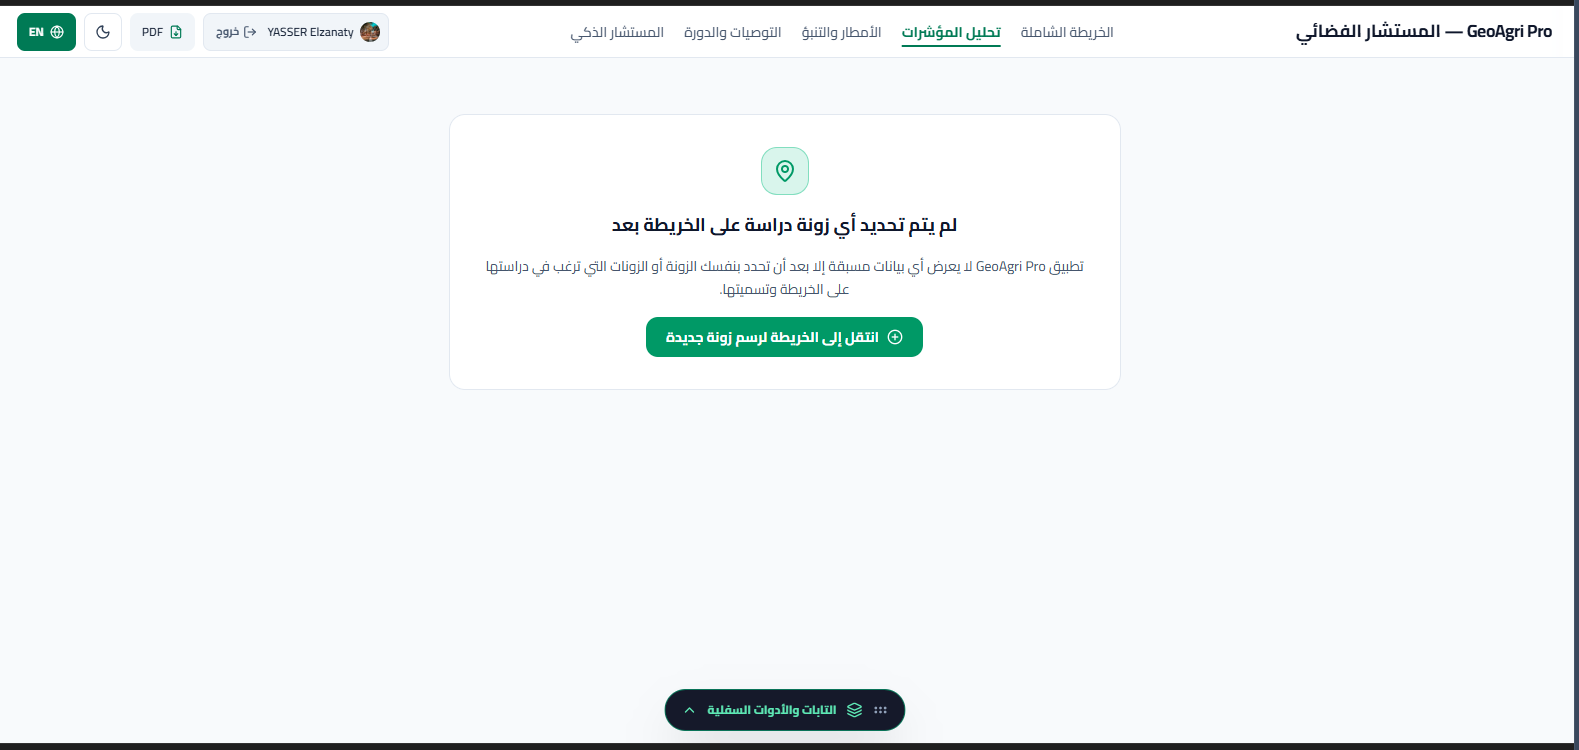 GeoAgri Pro — المستشار الفضائي
الخريطة الشاملة
تحليل المؤشرات
الأمطار والتنبؤ
التوصيات والدورة
المستشار الذكي
YASSER Elzanaty
خروج
PDF
EN
لم يتم تحديد أي زونة دراسة على الخريطة بعد
تطبيق GeoAgri Pro لا يعرض أي بيانات مسبقة إلا بعد أن تحدد بنفسك الزونة أو الزونات التي ترغب في دراستها
على الخريطة وتسميتها.
انتقل إلى الخريطة لرسم زونة جديدة
التابات والأدوات السفلية